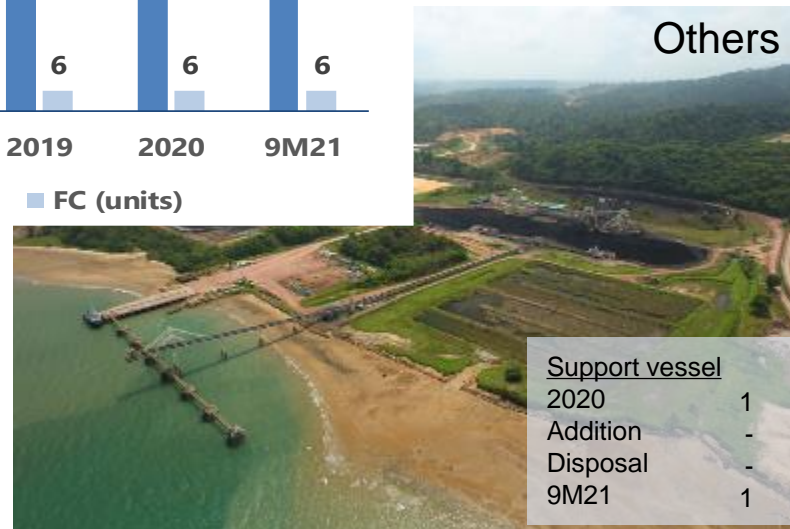 Others
6 6 6
2019 2020 9M21
FC (units)
Support vessel
2020 1
Addition -
Disposal -
9M21 1